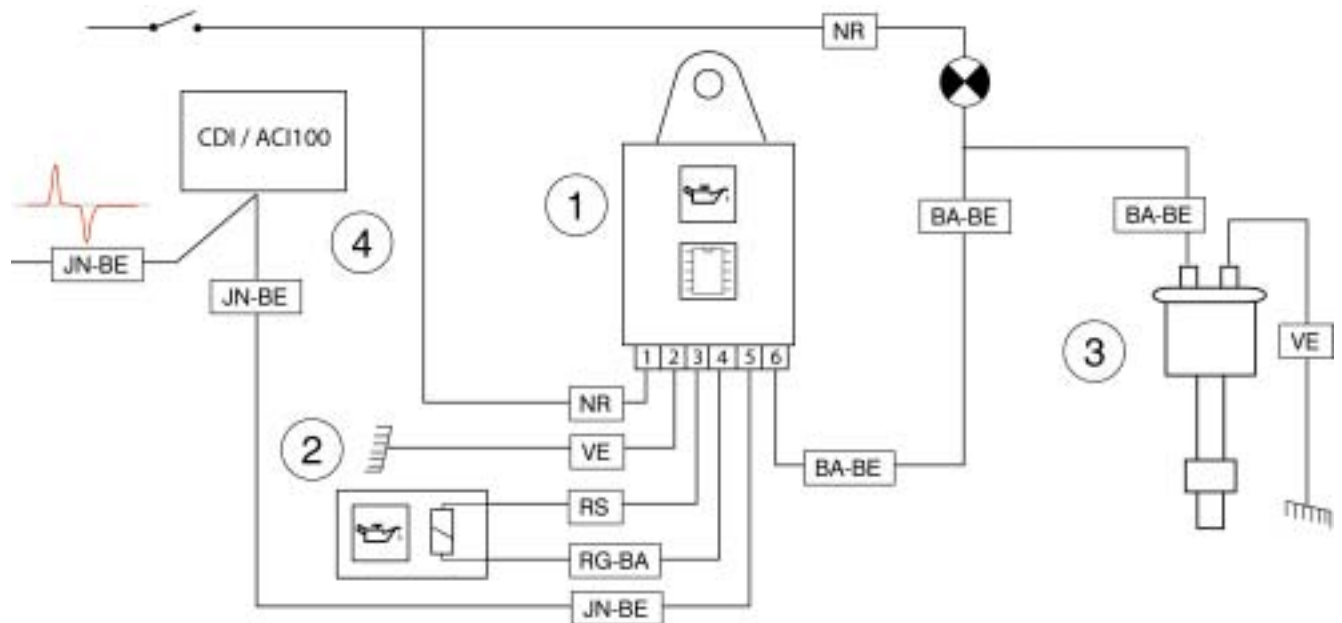 NR
CDI / ACI100
1
4
BA-BE
BA-BE
JN-BE
JN-BE
3
VE
1 2 3 4 5 6
NR
2
VE
BA-BE
RS
RG-BA
JN-BE